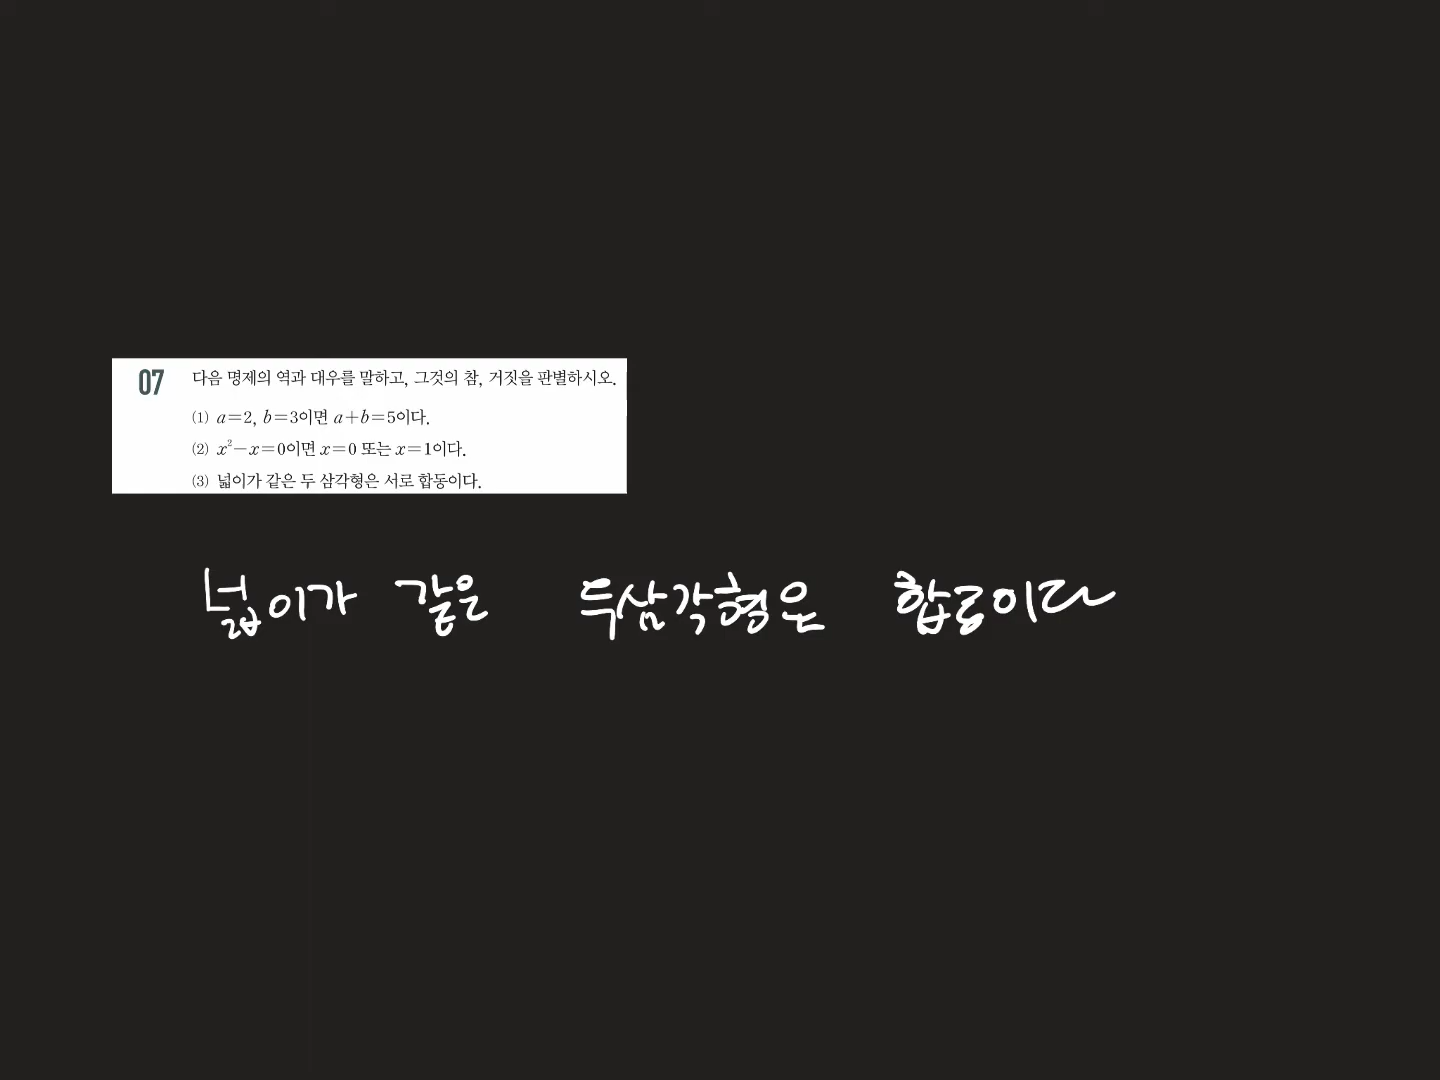 07 다음 명제의 역과 대우를 말하고, 그것의 참, 거짓을 판별하시오.
(1) a=2, b=3이면 a+b=5이다.
(2) x²-x=0이면 x=0 또는 x=1이다.
(3) 넓이가 같은 두 삼각형은 서로 합동이다.
넓이가 같은 두삼각형은 합동이다